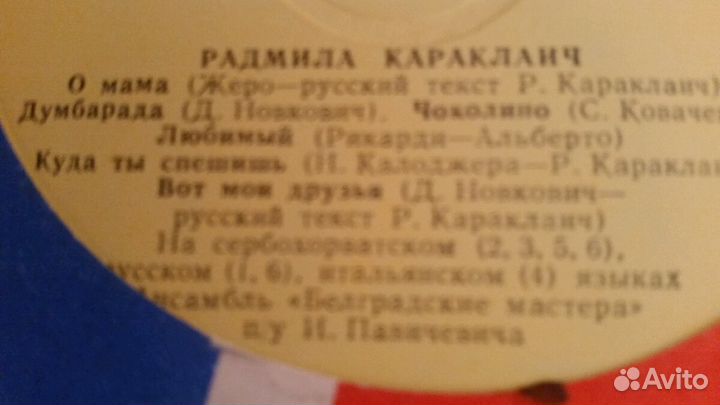 РАДМИЛА КАРАКЛАИЧ
О мама (Жеро—русский текст Р. Караклаич)
Думбарада (Д. Новкович). Чоколино (С. Коваче
Любимый (Рикарди—Альберто)
Куда ты спешишь (Н. Калоджера—Р. Караклаи
Вот мои друзья (Д. Новкович—
русский текст Р. Караклаич)
На сербохорватском (2, 3, 5, 6),
русском (1, 6), итальянском (4) языках
Ансамбль «Белградские мастера»
п/у И. Пазичевича
Avito